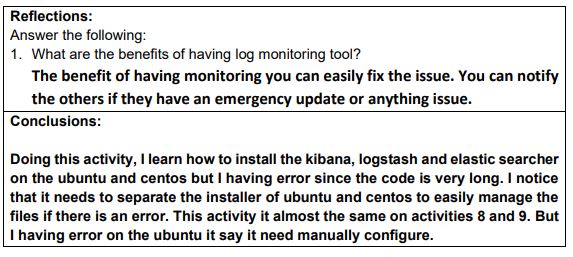 Reflections:
Answer the following:
1. What are the benefits of having log monitoring tool?
The benefit of having monitoring you can easily fix the issue. You can notify
the others if they have an emergency update or anything issue.
Conclusions:
Doing this activity, I learn how to install the kibana, logstash and elastic searcher
on the ubuntu and centos but I having error since the code is very long. I notice
that it needs to separate the installer of ubuntu and centos to easily manage the
files if there is an error. This activity it almost the same on activities 8 and 9. But
I having error on the ubuntu it say it need manually configure.